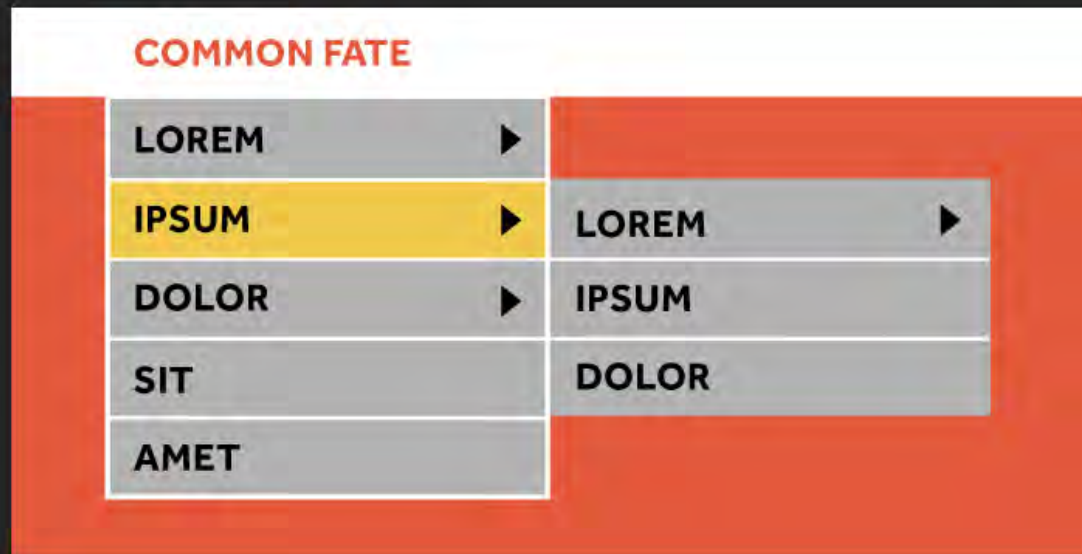 COMMON FATE
LOREM
IPSUM
DOLOR
SIT
AMET
LOREM
IPSUM
DOLOR